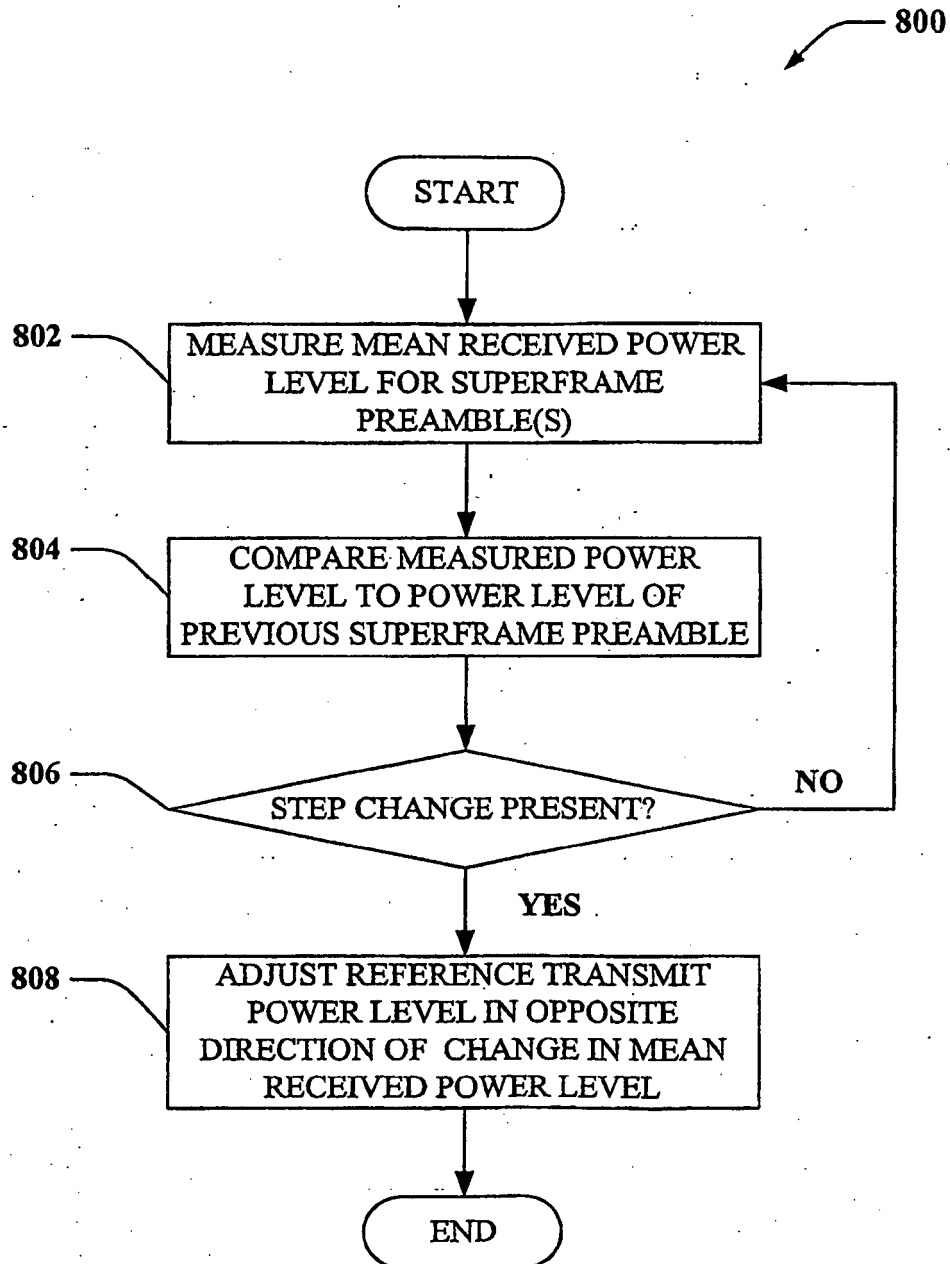 800
START
802
MEASURE MEAN RECEIVED POWER
LEVEL FOR SUPERFRAME
PREAMBLE(S)
804
COMPARE MEASURED POWER
LEVEL TO POWER LEVEL OF
PREVIOUS SUPERFRAME PREAMBLE
806
STEP CHANGE PRESENT?
NO
YES
808
ADJUST REFERENCE TRANSMIT
POWER LEVEL IN OPPOSITE
DIRECTION OF CHANGE IN MEAN
RECEIVED POWER LEVEL
END